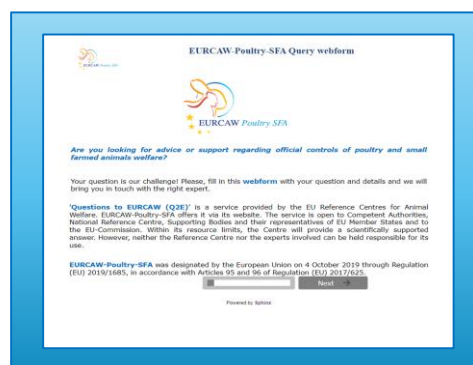 EURCAW-Poultry-SFA Query webform
EURCAW Poultry SFA
EURCAW Poultry SFA
Are you looking for advice or support regarding official controls of poultry and small
farmed animals welfare?
Your question is our challenge! Please, fill in this webform with your question and details and we will
bring you in touch with the right expert.
'Questions to EURCAW (Q2E)' is a service provided by the EU Reference Centres for Animal
Welfare. EURCAW-Poultry-SFA offers it via its website. The service is open to Competent Authorities,
National Reference Centre, Supporting Bodies and their representatives of EU Member States and to
the EU-Commission. Within its resource limits, the Centre will provide a scientifically supported
answer. However, neither the Reference Centre nor the experts involved can be held responsible for its
use.
EURCAW-Poultry-SFA was designated by the European Union on 4 October 2019 through Regulation
(EU) 2019/1685, in accordance with Articles 95 and 96 of Regulation (EU) 2017/625.
Next →
Powered by Sphinx